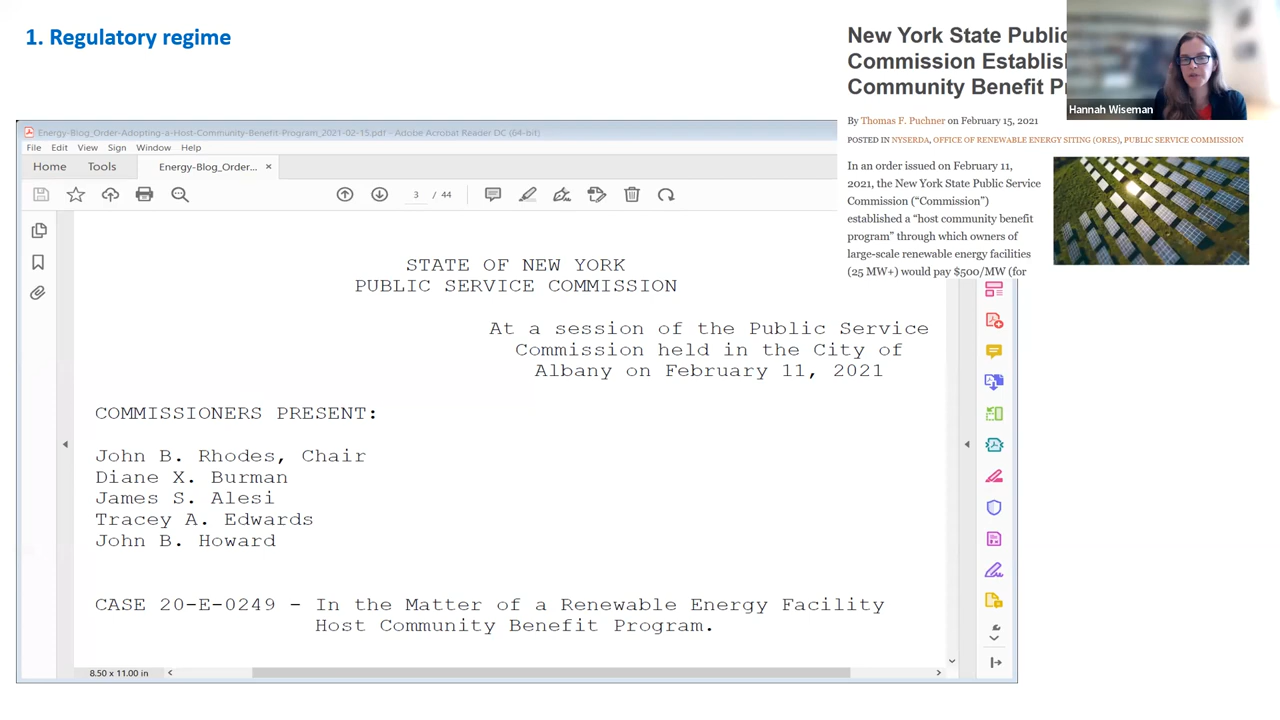 1. Regulatory regime
New York State Public
Commission Establis
Community Benefit P
Hannah Wiseman
By Thomas F. Puchner on February 15, 2021
POSTED IN NYSERDA, OFFICE OF RENEWABLE ENERGY SITING (ORES), PUBLIC SERVICE COMMISSION
In an order issued on February 11,
2021, the New York State Public Service
Commission (“Commission”)
established a “host community benefit
program” through which owners of
large-scale renewable energy facilities
(25 MW+) would pay $500/MW (for
Energy-Blog_Order-Adopting-a-Host-Community-Benefit-Program_2021-02-15.pdf - Adobe Acrobat Reader DC (64-bit)
File Edit View Sign Window Help
Home Tools Energy-Blog_Order... ×
3 / 44
STATE OF NEW YORK
PUBLIC SERVICE COMMISSION
At a session of the Public Service
Commission held in the City of
Albany on February 11, 2021
COMMISSIONERS PRESENT:
John B. Rhodes, Chair
Diane X. Burman
James S. Alesi
Tracey A. Edwards
John B. Howard
CASE 20-E-0249 - In the Matter of a Renewable Energy Facility
Host Community Benefit Program.
8.50 x 11.00 in